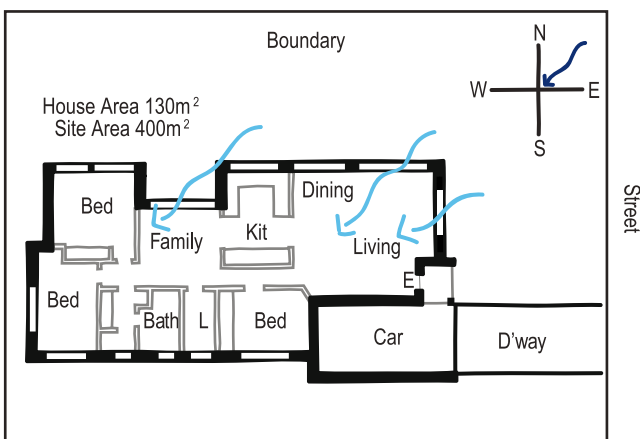 Boundary
N
W
E
S
House Area 130m²
Site Area 400m²
Street
Bed
Dining
Family
Kit
Living
E
Bed
Bath
L
Bed
Car
D'way